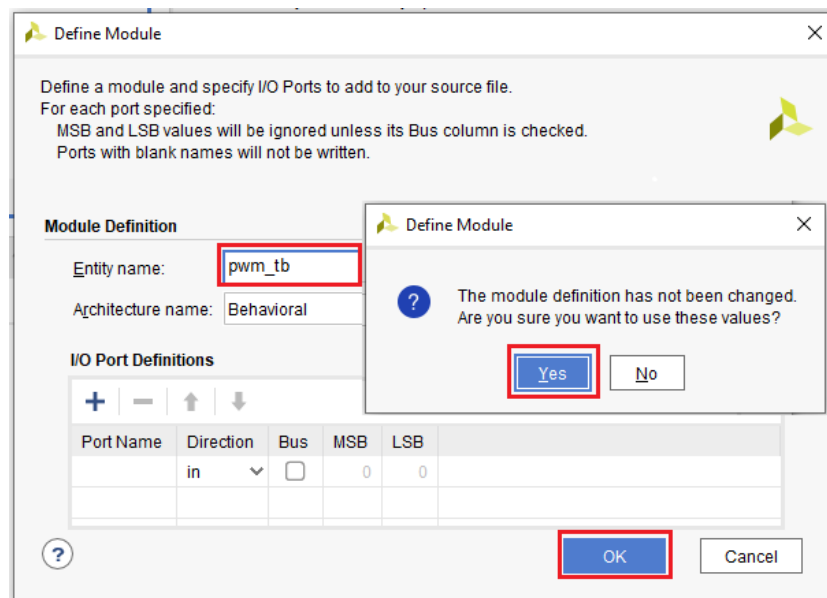 Define Module
Define a module and specify I/O Ports to add to your source file.
For each port specified:
MSB and LSB values will be ignored unless its Bus column is checked.
Ports with blank names will not be written.
Module Definition
Entity name: pwm_tb
Architecture name: Behavioral
Define Module
?
The module definition has not been changed.
Are you sure you want to use these values?
Yes No
I/O Port Definitions
Port Name Direction Bus MSB LSB
in 0 0
? OK Cancel